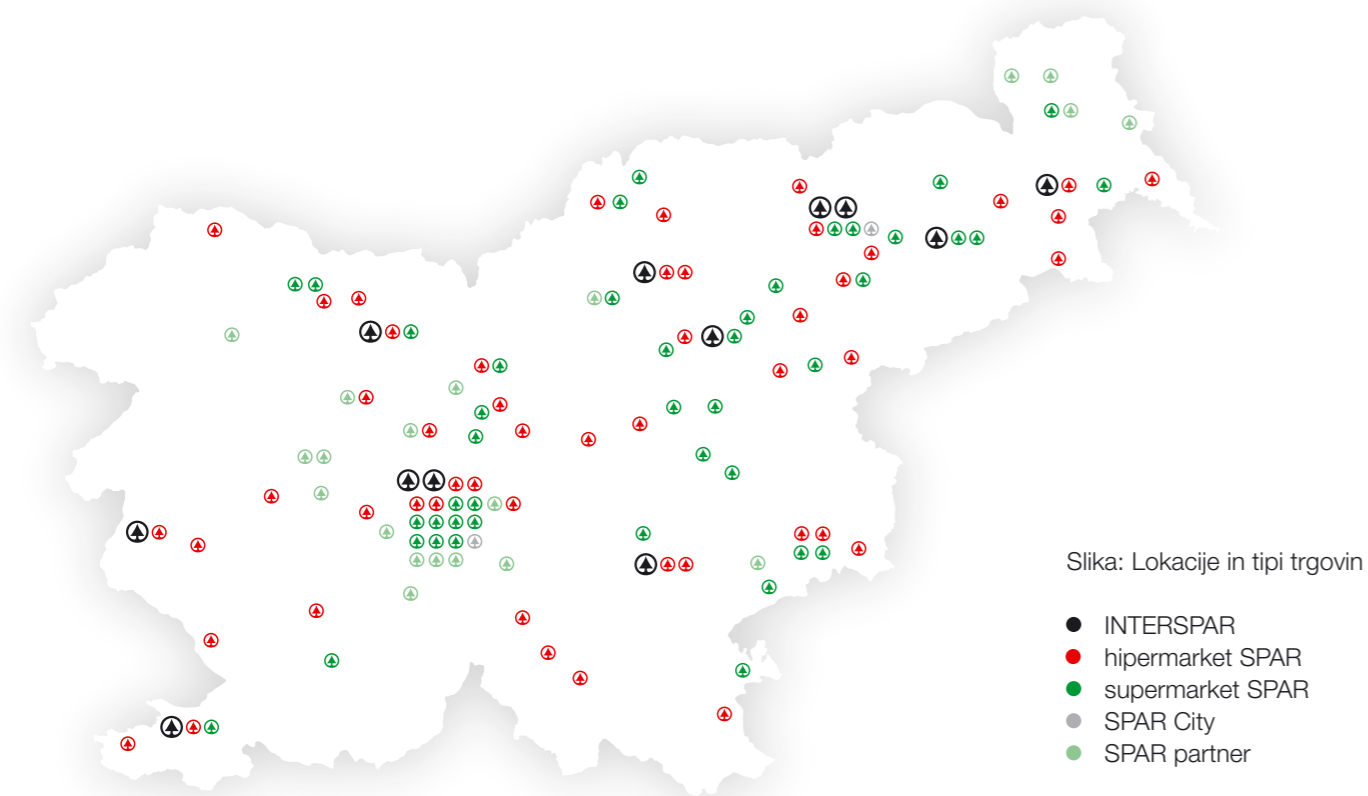 Slika: Lokacije in tipi trgovin
INTERSPAR
hipermarket SPAR
supermarket SPAR
SPAR City
SPAR partner